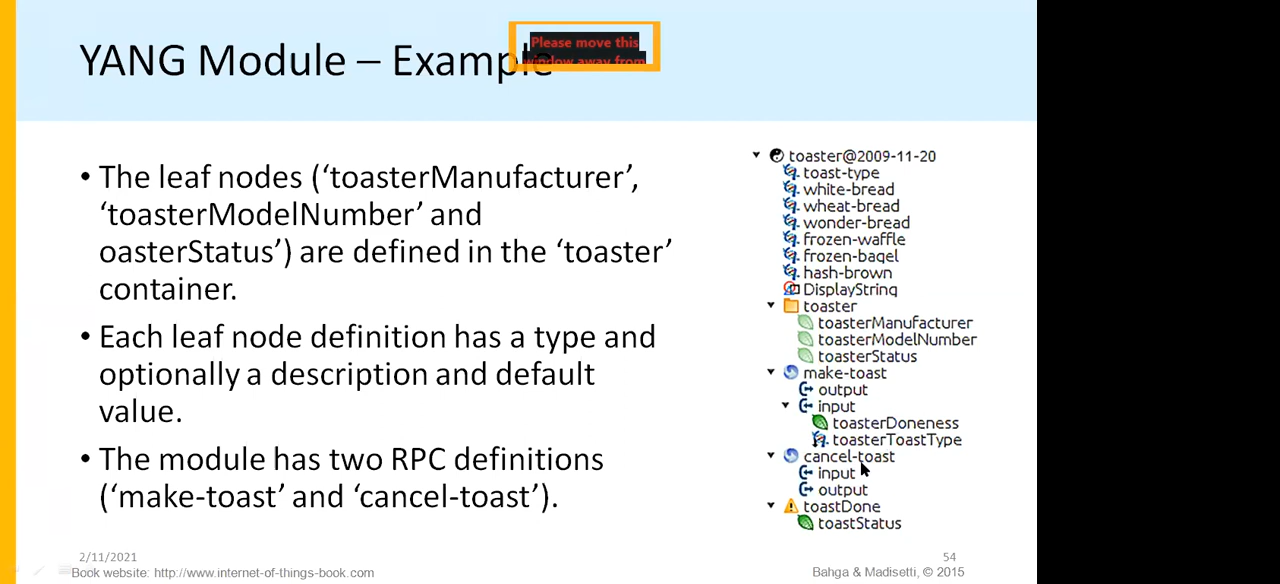 YANG Module – Example
Please move this
window away from
• The leaf nodes (‘toasterManufacturer’,
‘toasterModelNumber’ and
oasterStatus’) are defined in the ‘toaster’
container.
• Each leaf node definition has a type and
optionally a description and default
value.
• The module has two RPC definitions
(‘make-toast’ and ‘cancel-toast’).
toaster@2009-11-20
toast-type
white-bread
wheat-bread
wonder-bread
frozen-waffle
frozen-bagel
hash-brown
DisplayString
toaster
toasterManufacturer
toasterModelNumber
toasterStatus
make-toast
output
input
toasterDoneness
toasterToastType
cancel-toast
input
output
toastDone
toastStatus
2/11/2021
54
Book website: http://www.internet-of-things-book.com
Bahga & Madisetti, © 2015